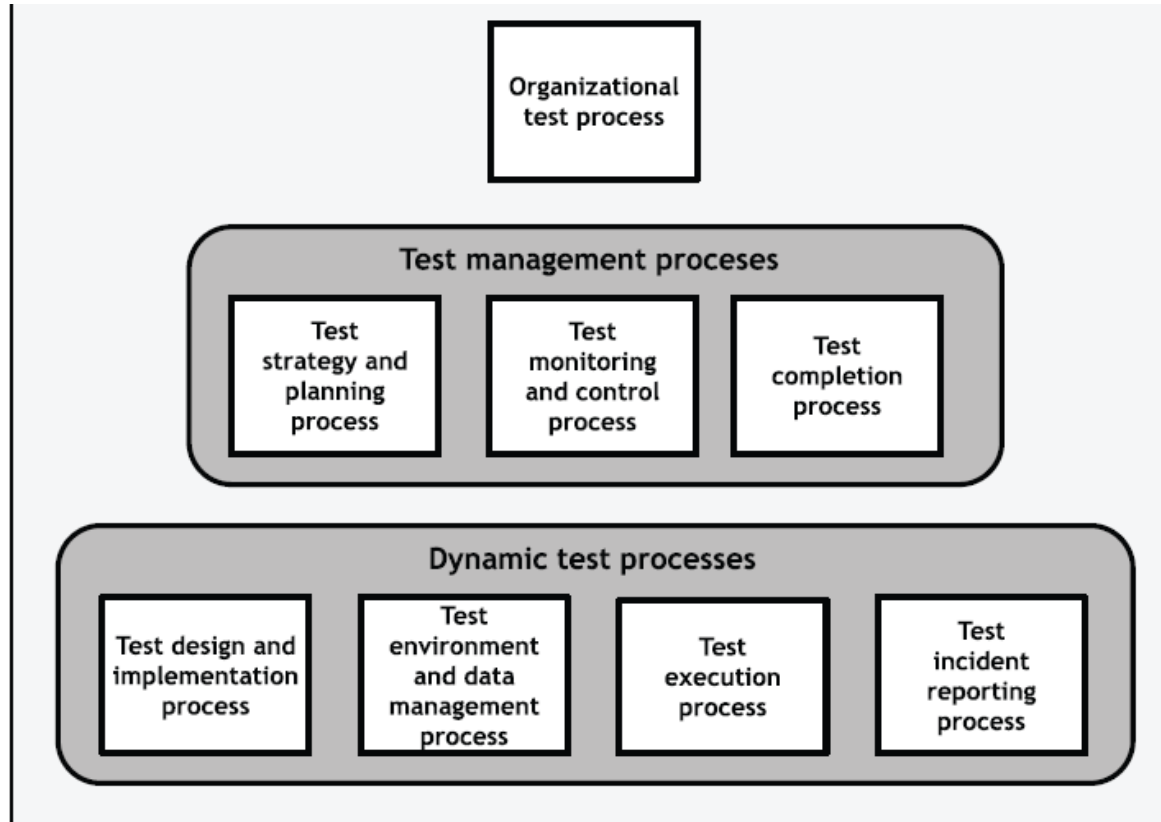 Organizational
test process
Test management proceses
Test
strategy and
planning
process
Test
monitoring
and control
process
Test
completion
process
Dynamic test processes
Test design and
implementation
process
Test
environment
and data
management
process
Test
execution
process
Test
incident
reporting
process